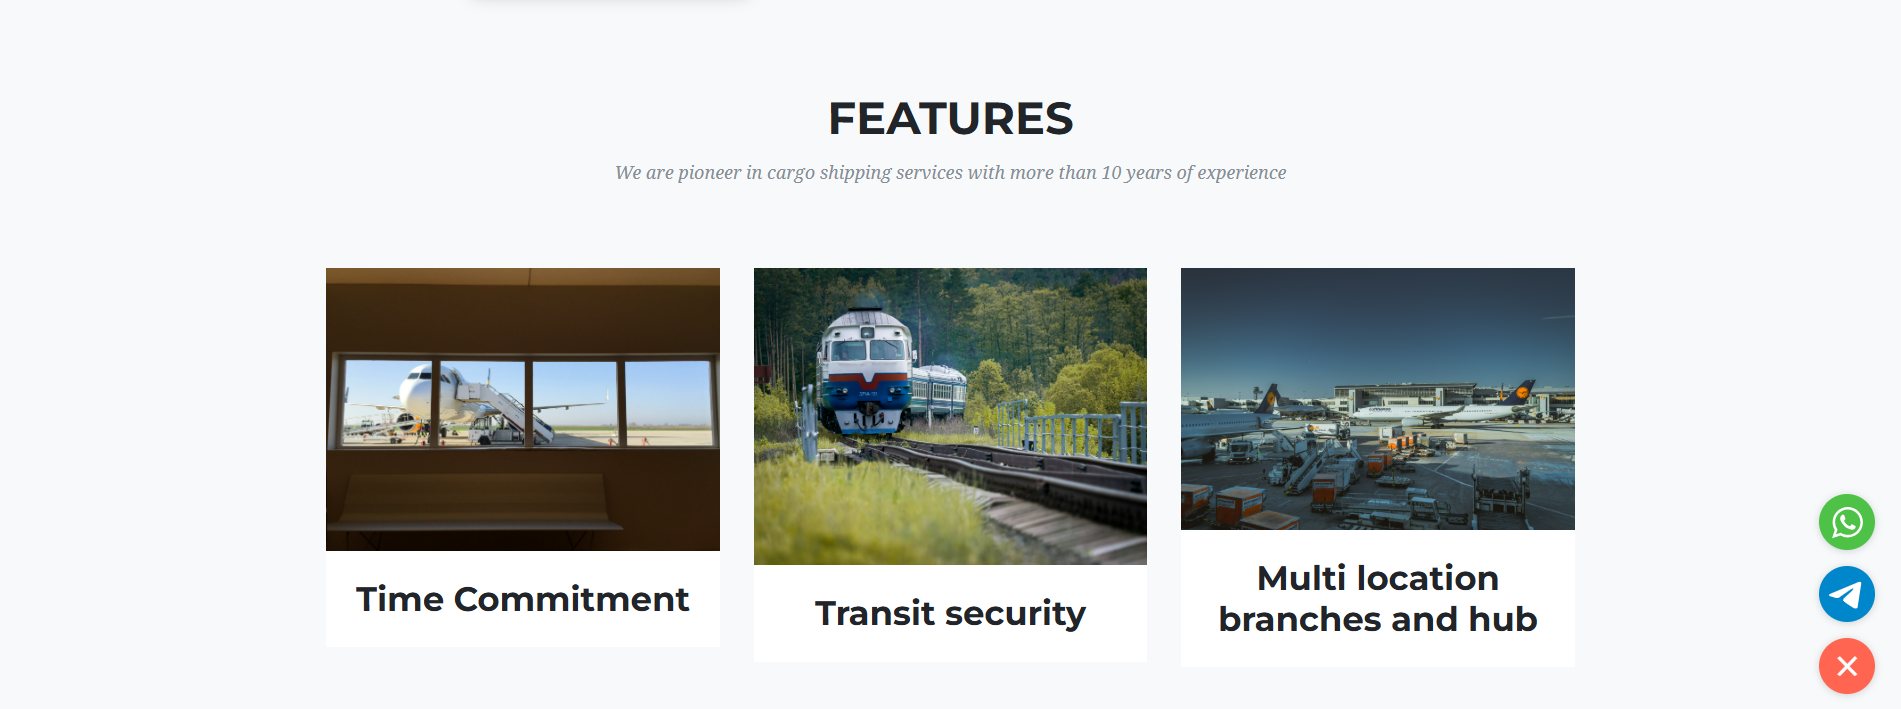 FEATURES
We are pioneer in cargo shipping services with more than 10 years of experience
Time Commitment
Transit security
Multi location
branches and hub